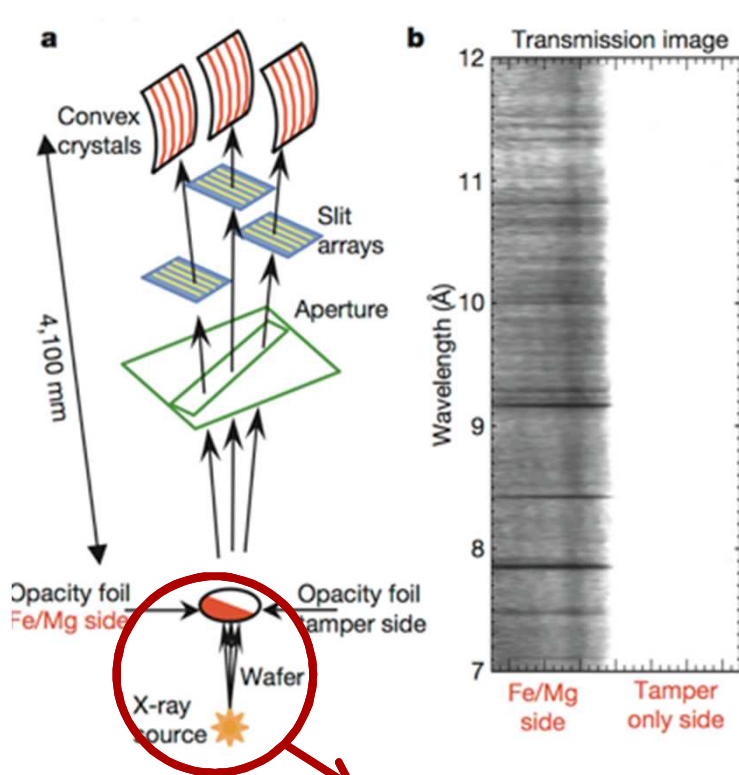 a
Convex
crystals
Slit
arrays
Aperture
4,100 mm
Opacity foil
Fe/Mg side
Opacity foil
tamper side
Wafer
X-ray
source
b
Transmission image
Wavelength (Å)
12
11
10
9
8
7
Fe/Mg
side
Tamper
only side